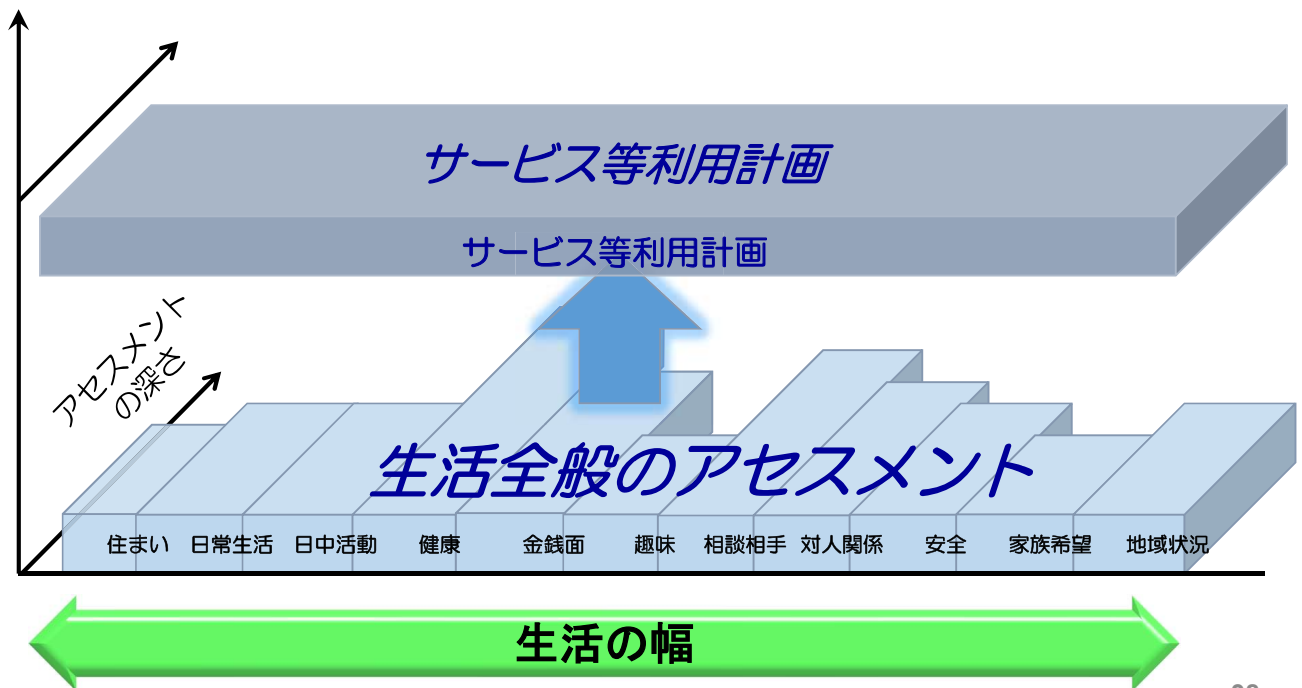 サービス等利用計画
サービス等利用計画
アセスメント
の深さ
生活全般のアセスメント
住まい
日常生活
日中活動
健康
金銭面
趣味
相談相手
対人関係
安全
家族希望
地域状況
生活の幅